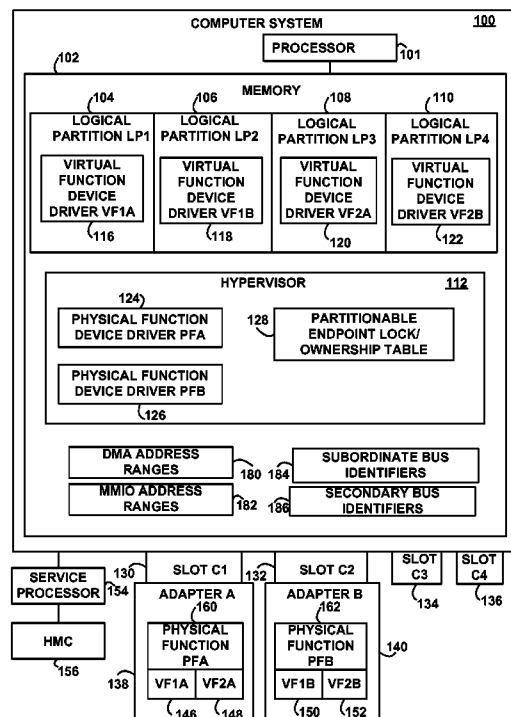 COMPUTER SYSTEM
100
PROCESSOR
101
102
MEMORY
104
106
108
110
LOGICAL
PARTITION LP1
LOGICAL
PARTITION LP2
LOGICAL
PARTITION LP3
LOGICAL
PARTITION LP4
VIRTUAL
FUNCTION
DEVICE
DRIVER VF1A
VIRTUAL
FUNCTION
DEVICE
DRIVER VF1B
VIRTUAL
FUNCTION
DEVICE
DRIVER VF2A
VIRTUAL
FUNCTION
DEVICE
DRIVER VF2B
116
118
120
122
HYPERVISOR
112
124
PHYSICAL FUNCTION
DEVICE DRIVER PFA
128
PARTITIONABLE
ENDPOINT LOCK/
OWNERSHIP TABLE
PHYSICAL FUNCTION
DEVICE DRIVER PFB
126
DMA ADDRESS
RANGES
180
184
SUBORDINATE BUS
IDENTIFIERS
MMIO ADDRESS
RANGES
182
186
SECONDARY BUS
IDENTIFIERS
SERVICE
PROCESSOR
154
HMC
156
130
SLOT C1
132
SLOT C2
SLOT
C3
134
SLOT
C4
136
ADAPTER A
160
PHYSICAL
FUNCTION
PFA
VF1A
VF2A
138
146
148
ADAPTER B
162
PHYSICAL
FUNCTION
PFB
VF1B
VF2B
140
150
152